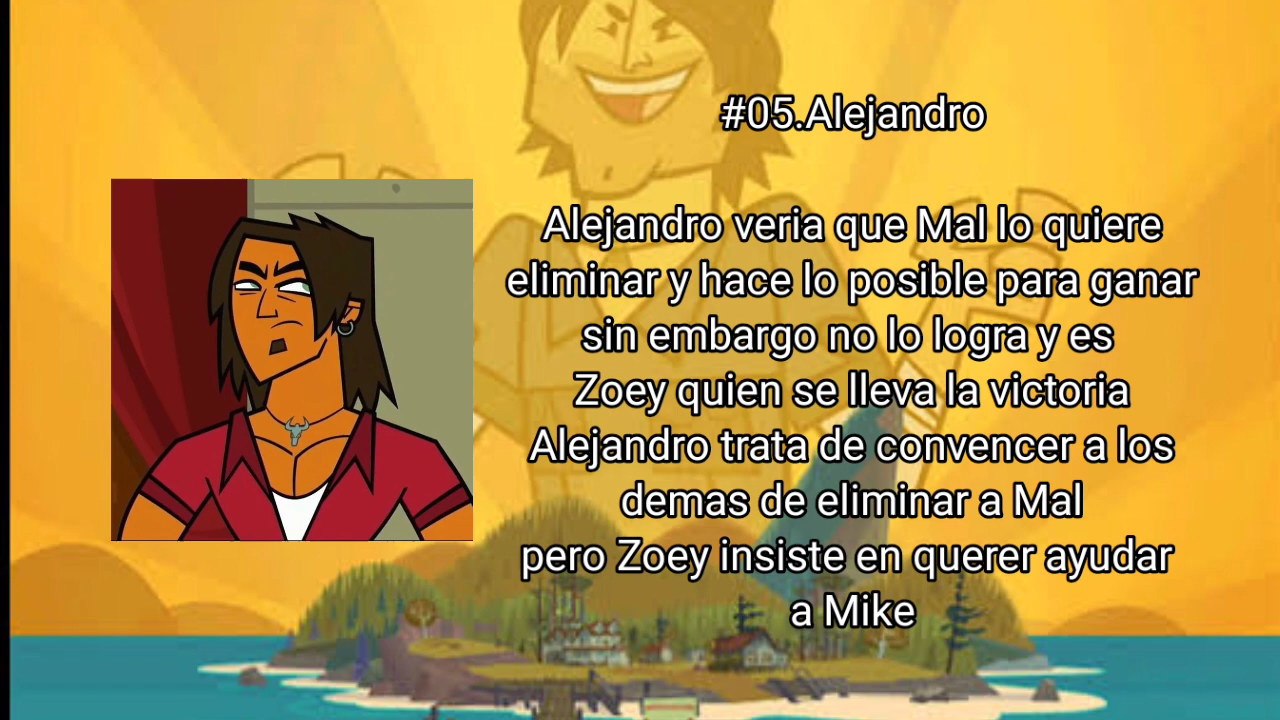 #05.Alejandro
Alejandro veria que Mal lo quiere
eliminar y hace lo posible para ganar
sin embargo no lo logra y es
Zoey quien se lleva la victoria
Alejandro trata de convencer a los
demas de eliminar a Mal
pero Zoey insiste en querer ayudar
a Mike